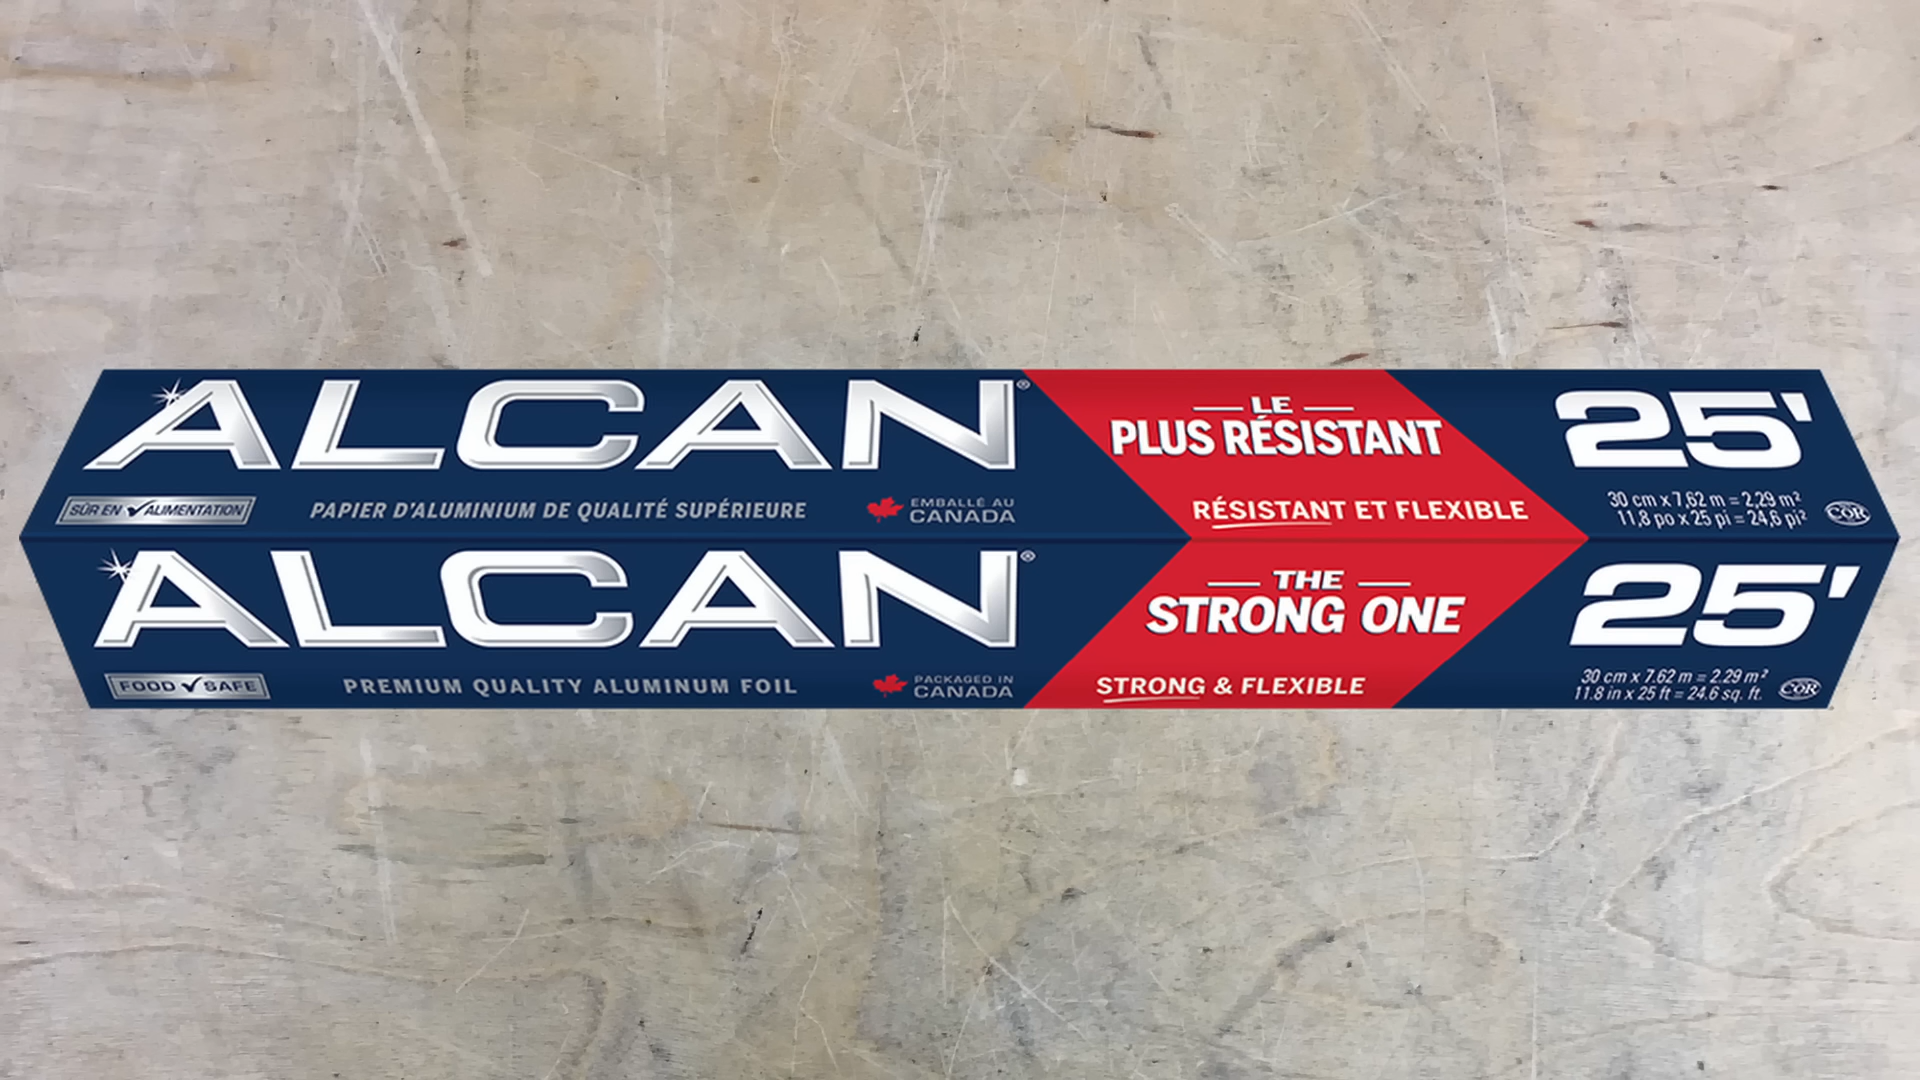 ALCAN®
LE
PLUS RÉSISTANT
25'
SÛR EN ALIMENTATION
PAPIER D'ALUMINIUM DE QUALITÉ SUPÉRIEURE
EMBALLÉ AU
CANADA
RÉSISTANT ET FLEXIBLE
30 cm x 7,62 m = 2,29 m²
11,8 po x 25 pi = 24,6 pi²
COR
ALCAN®
THE
STRONG ONE
25'
FOOD SAFE
PREMIUM QUALITY ALUMINUM FOIL
PACKAGED IN
CANADA
STRONG & FLEXIBLE
30 cm x 7.62 m = 2.29 m²
11.8 in x 25 ft = 24.6 sq. ft.
COR